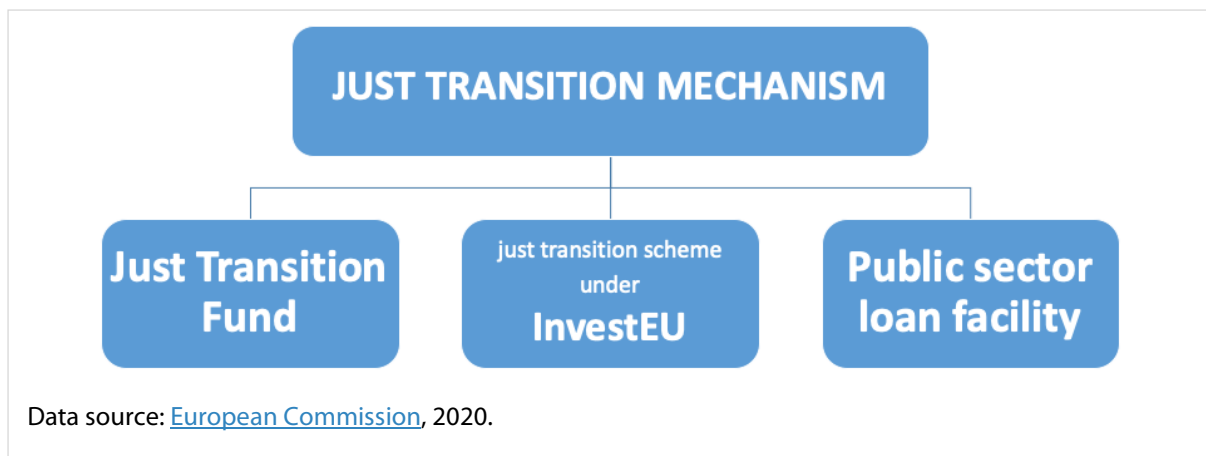 JUST TRANSITION MECHANISM
Just Transition
Fund
just transition scheme
under
InvestEU
Public sector
loan facility
Data source: European Commission, 2020.